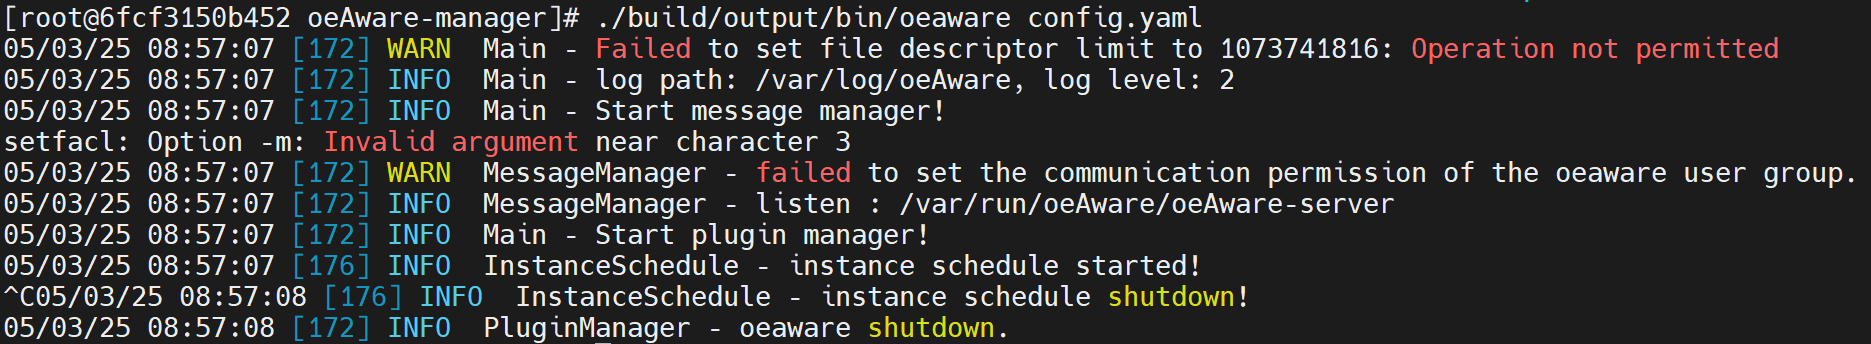 [root@6fcf3150b452 oeAware-manager]# ./build/output/bin/oeaware config.yaml
05/03/25 08:57:07 [172] WARN  Main - Failed to set file descriptor limit to 1073741816: Operation not permitted
05/03/25 08:57:07 [172] INFO  Main - log path: /var/log/oeAware, log level: 2
05/03/25 08:57:07 [172] INFO  Main - Start message manager!
setfacl: Option -m: Invalid argument near character 3
05/03/25 08:57:07 [172] WARN  MessageManager - failed to set the communication permission of the oeaware user group.
05/03/25 08:57:07 [172] INFO  MessageManager - listen : /var/run/oeAware/oeAware-server
05/03/25 08:57:07 [172] INFO  Main - Start plugin manager!
05/03/25 08:57:07 [176] INFO  InstanceSchedule - instance schedule started!
^C05/03/25 08:57:08 [176] INFO  InstanceSchedule - instance schedule shutdown!
05/03/25 08:57:08 [172] INFO  PluginManager - oeaware shutdown.